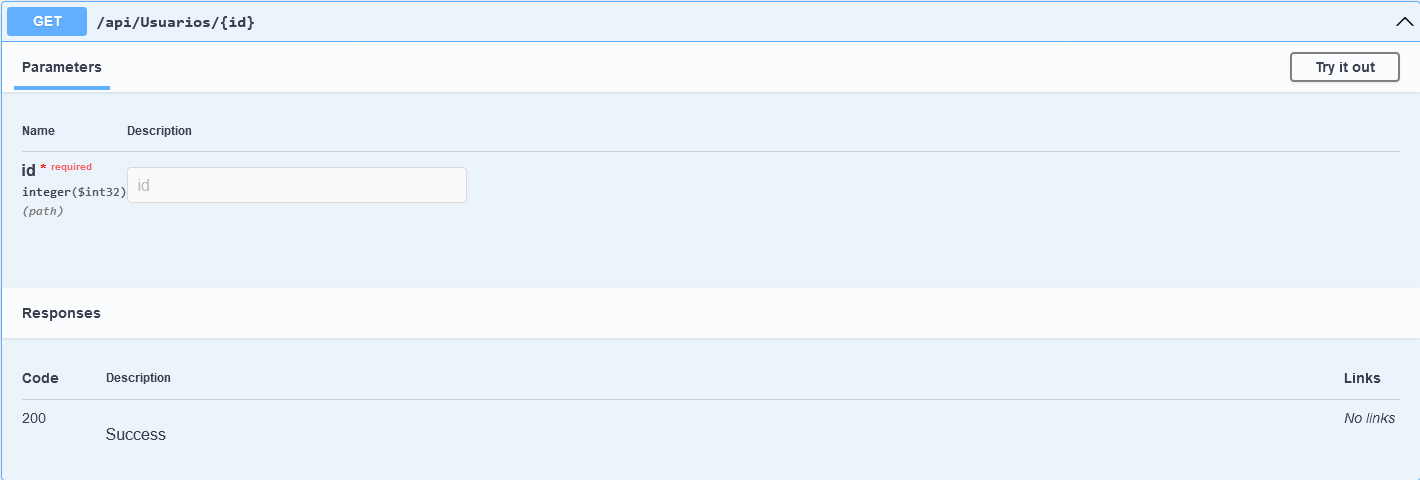 GET /api/Usuarios/{id}
Parameters Try it out
Name Description
id * required
integer($int32) id
(path)
Responses
Code Description Links
200 No links
Success